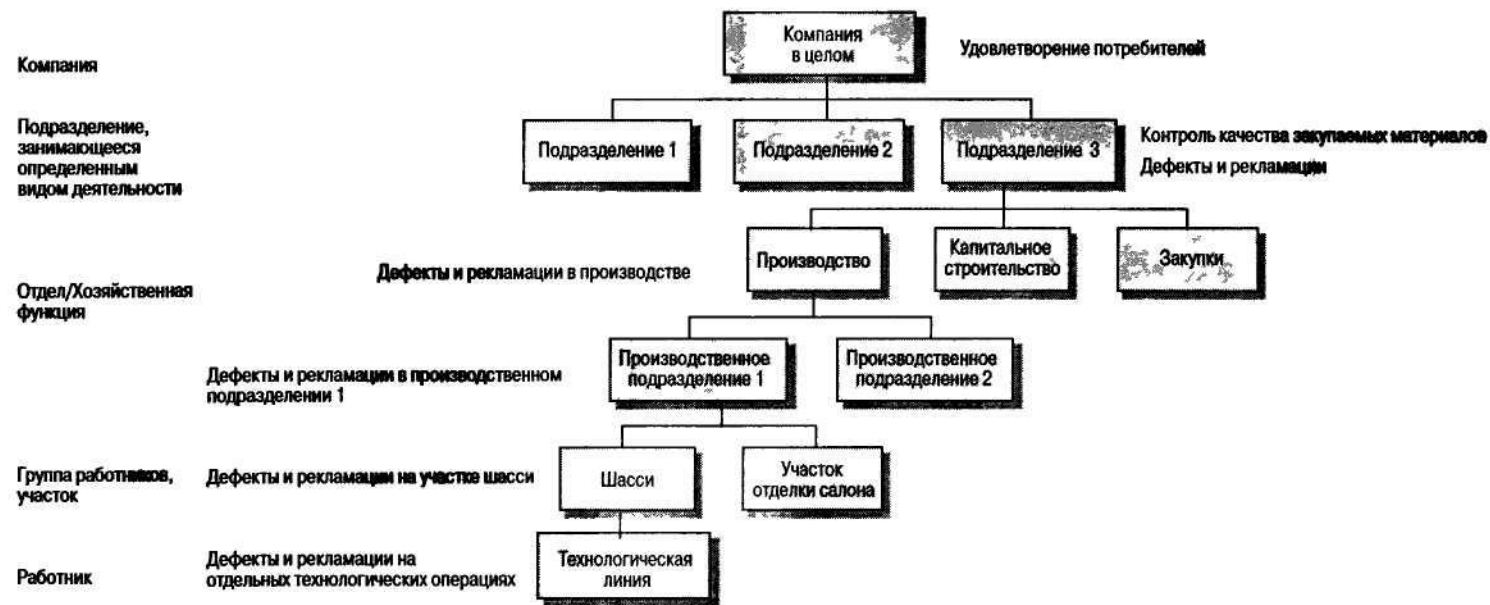 Компания
в целом
Удовлетворение потребителей
Компания
Подразделение,
занимающееся
определенным
видом деятельности
Подразделение 1
Подразделение 2
Подразделение 3
Контроль качества закупаемых материалов
Дефекты и рекламации
Производство
Капитальное
строительство
Закупки
Дефекты и рекламации в производстве
Отдел/Хозяйственная
функция
Производственное
подразделение 1
Производственное
подразделение 2
Дефекты и рекламации в производственном
подразделении 1
Группа работников,
участок
Дефекты и рекламации на участке шасси
Шасси
Участок
отделки салона
Работник
Дефекты и рекламации на
отдельных технологических операциях
Технологическая
линия